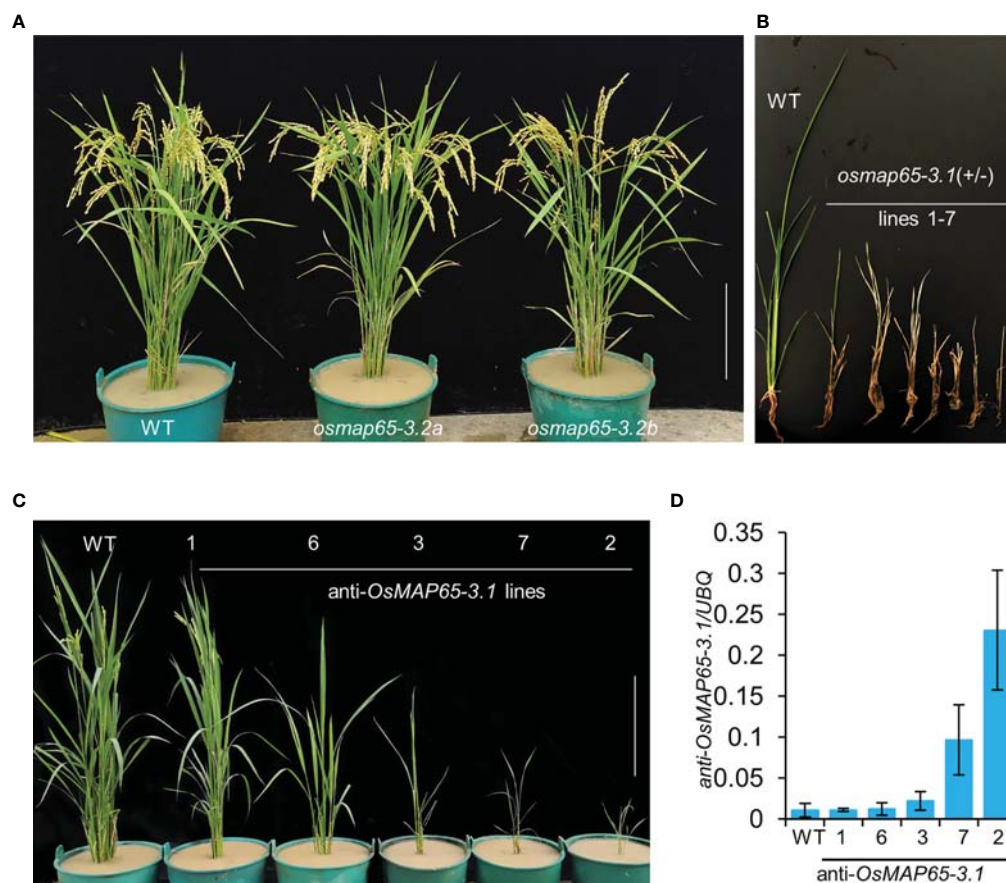 A
WT
osmap65-3.2a
osmap65-3.2b
B
WT
osmap65-3.1(+/-)
lines 1-7
C
WT 1 6 3 7 2
anti-OsMAP65-3.1 lines
D
anti-OsMAP65-3.1/UBQ
0.35
0.3
0.25
0.2
0.15
0.1
0.05
0
WT 1 6 3 7 2
anti-OsMAP65-3.1